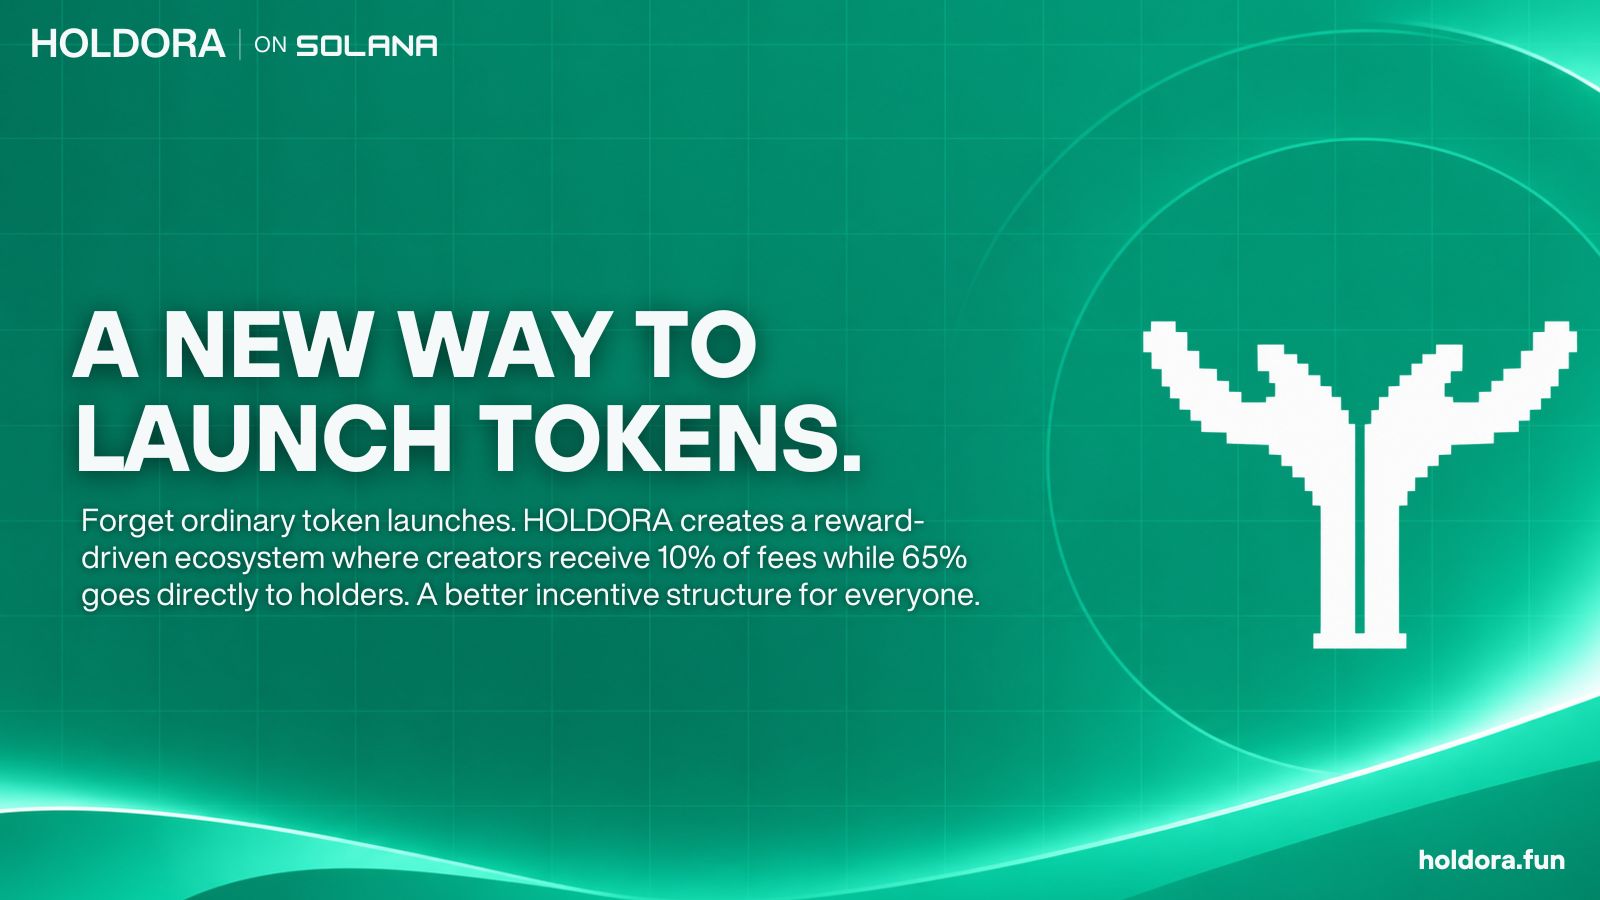 HOLDORA | ON SOLANA
A NEW WAY TO
LAUNCH TOKENS.
Forget ordinary token launches. HOLDORA creates a reward-
driven ecosystem where creators receive 10% of fees while 65%
goes directly to holders. A better incentive structure for everyone.
holdora.fun